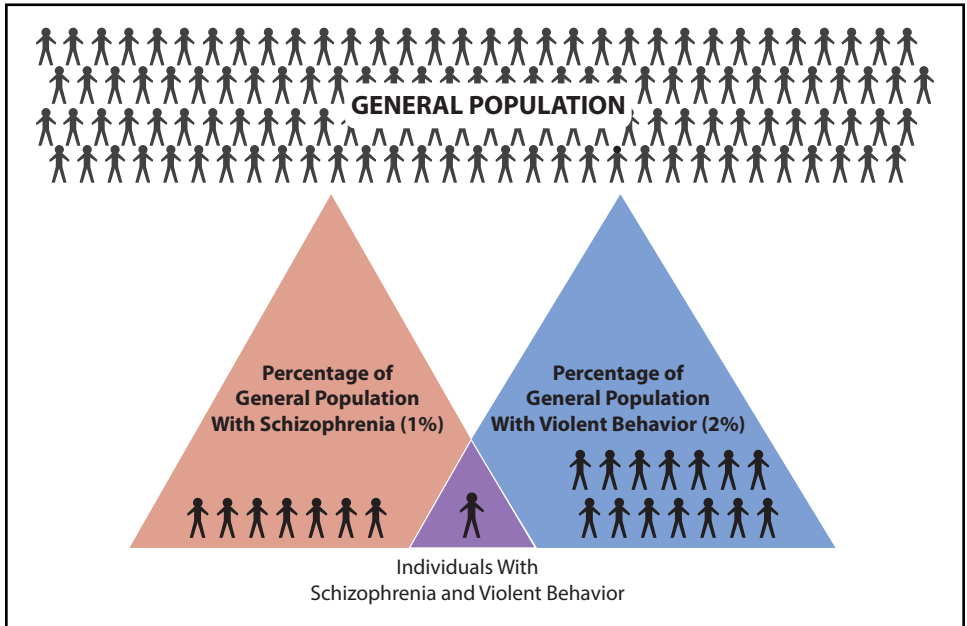 GENERAL POPULATION
Percentage of
General Population
With Schizophrenia (1%)
Percentage of
General Population
With Violent Behavior (2%)
Individuals With
Schizophrenia and Violent Behavior